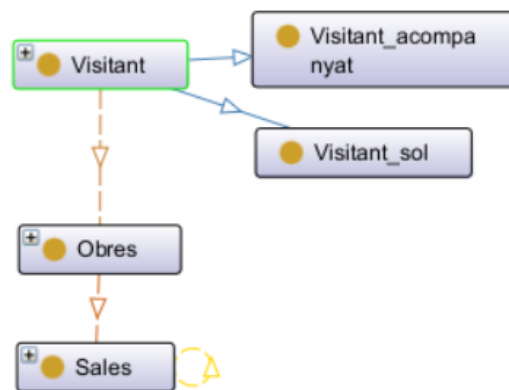 Visitant
Visitant_acompa
nyat
Visitant_sol
Obres
Sales